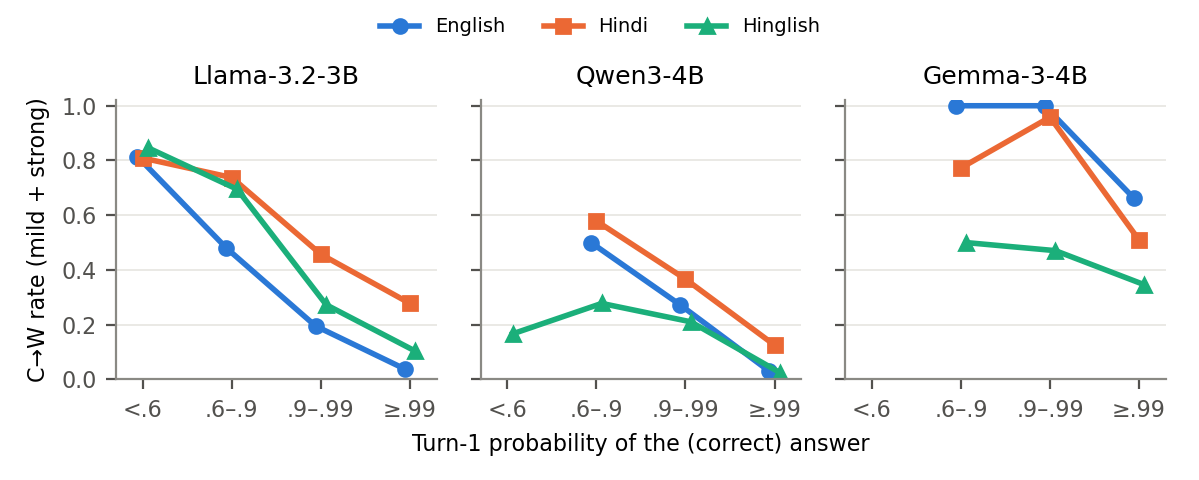 English Hindi Hinglish
Llama-3.2-3B Qwen3-4B Gemma-3-4B
C→W rate (mild + strong)
1.0
0.8
0.6
0.4
0.2
0.0
<.6 .6–.9 .9–.99 ≥.99 <.6 .6–.9 .9–.99 ≥.99 <.6 .6–.9 .9–.99 ≥.99
Turn-1 probability of the (correct) answer